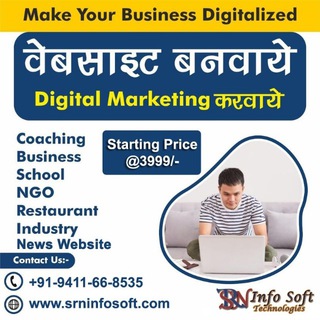 Make Your Business Digitalized
वेबसाइट बनवाये
Digital Marketing करवाये
Coaching
Business
School
NGO
Restaurant
Industry
News Website
Starting Price
@3999/-
Contact Us:-
+91-9411-66-8535
www.srninfosoft.com
SRN Info Soft
Technologies